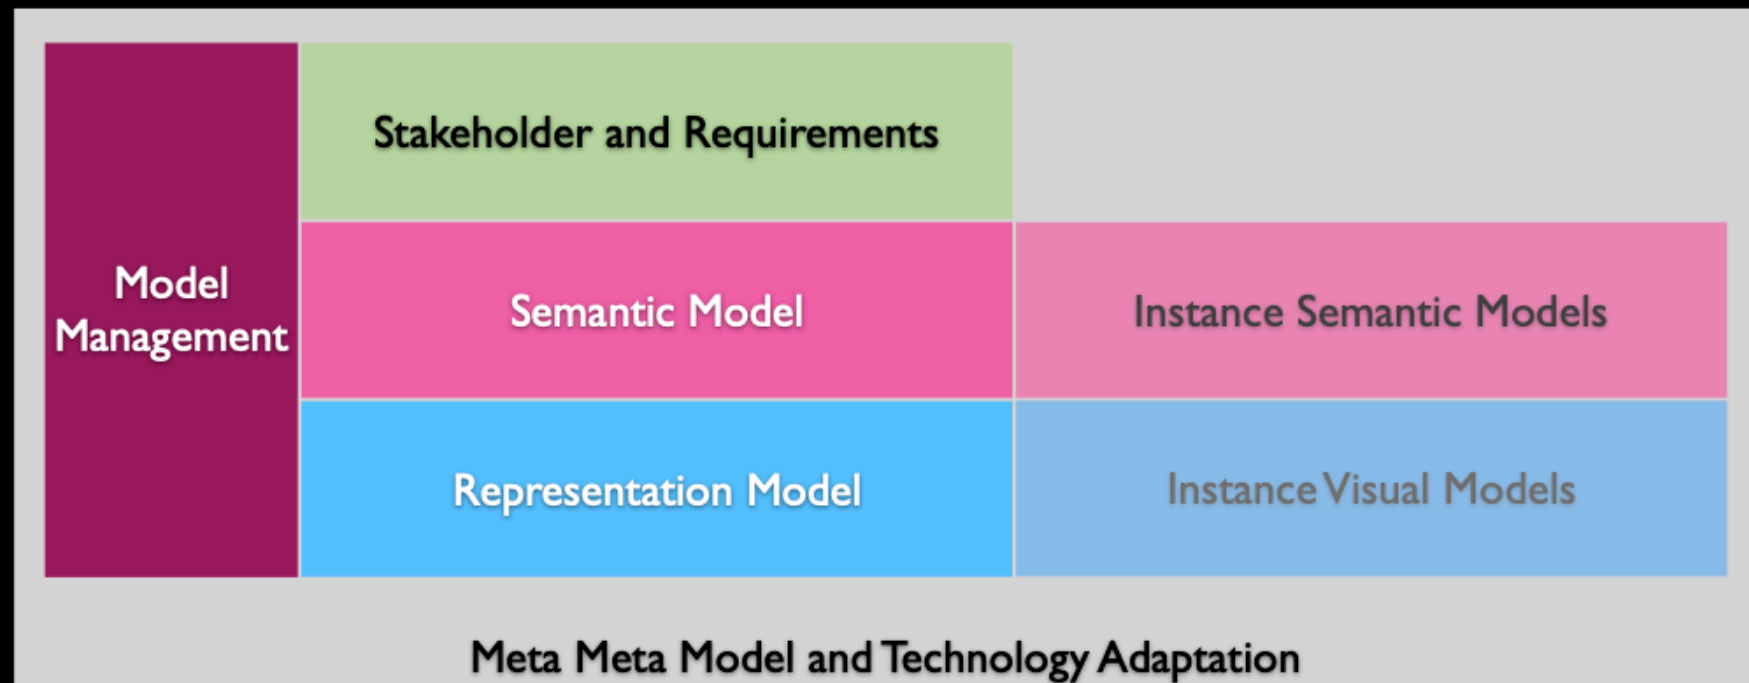 Stakeholder and Requirements
Model
Management
Semantic Model
Instance Semantic Models
Representation Model
Instance Visual Models
Meta Meta Model and Technology Adaptation